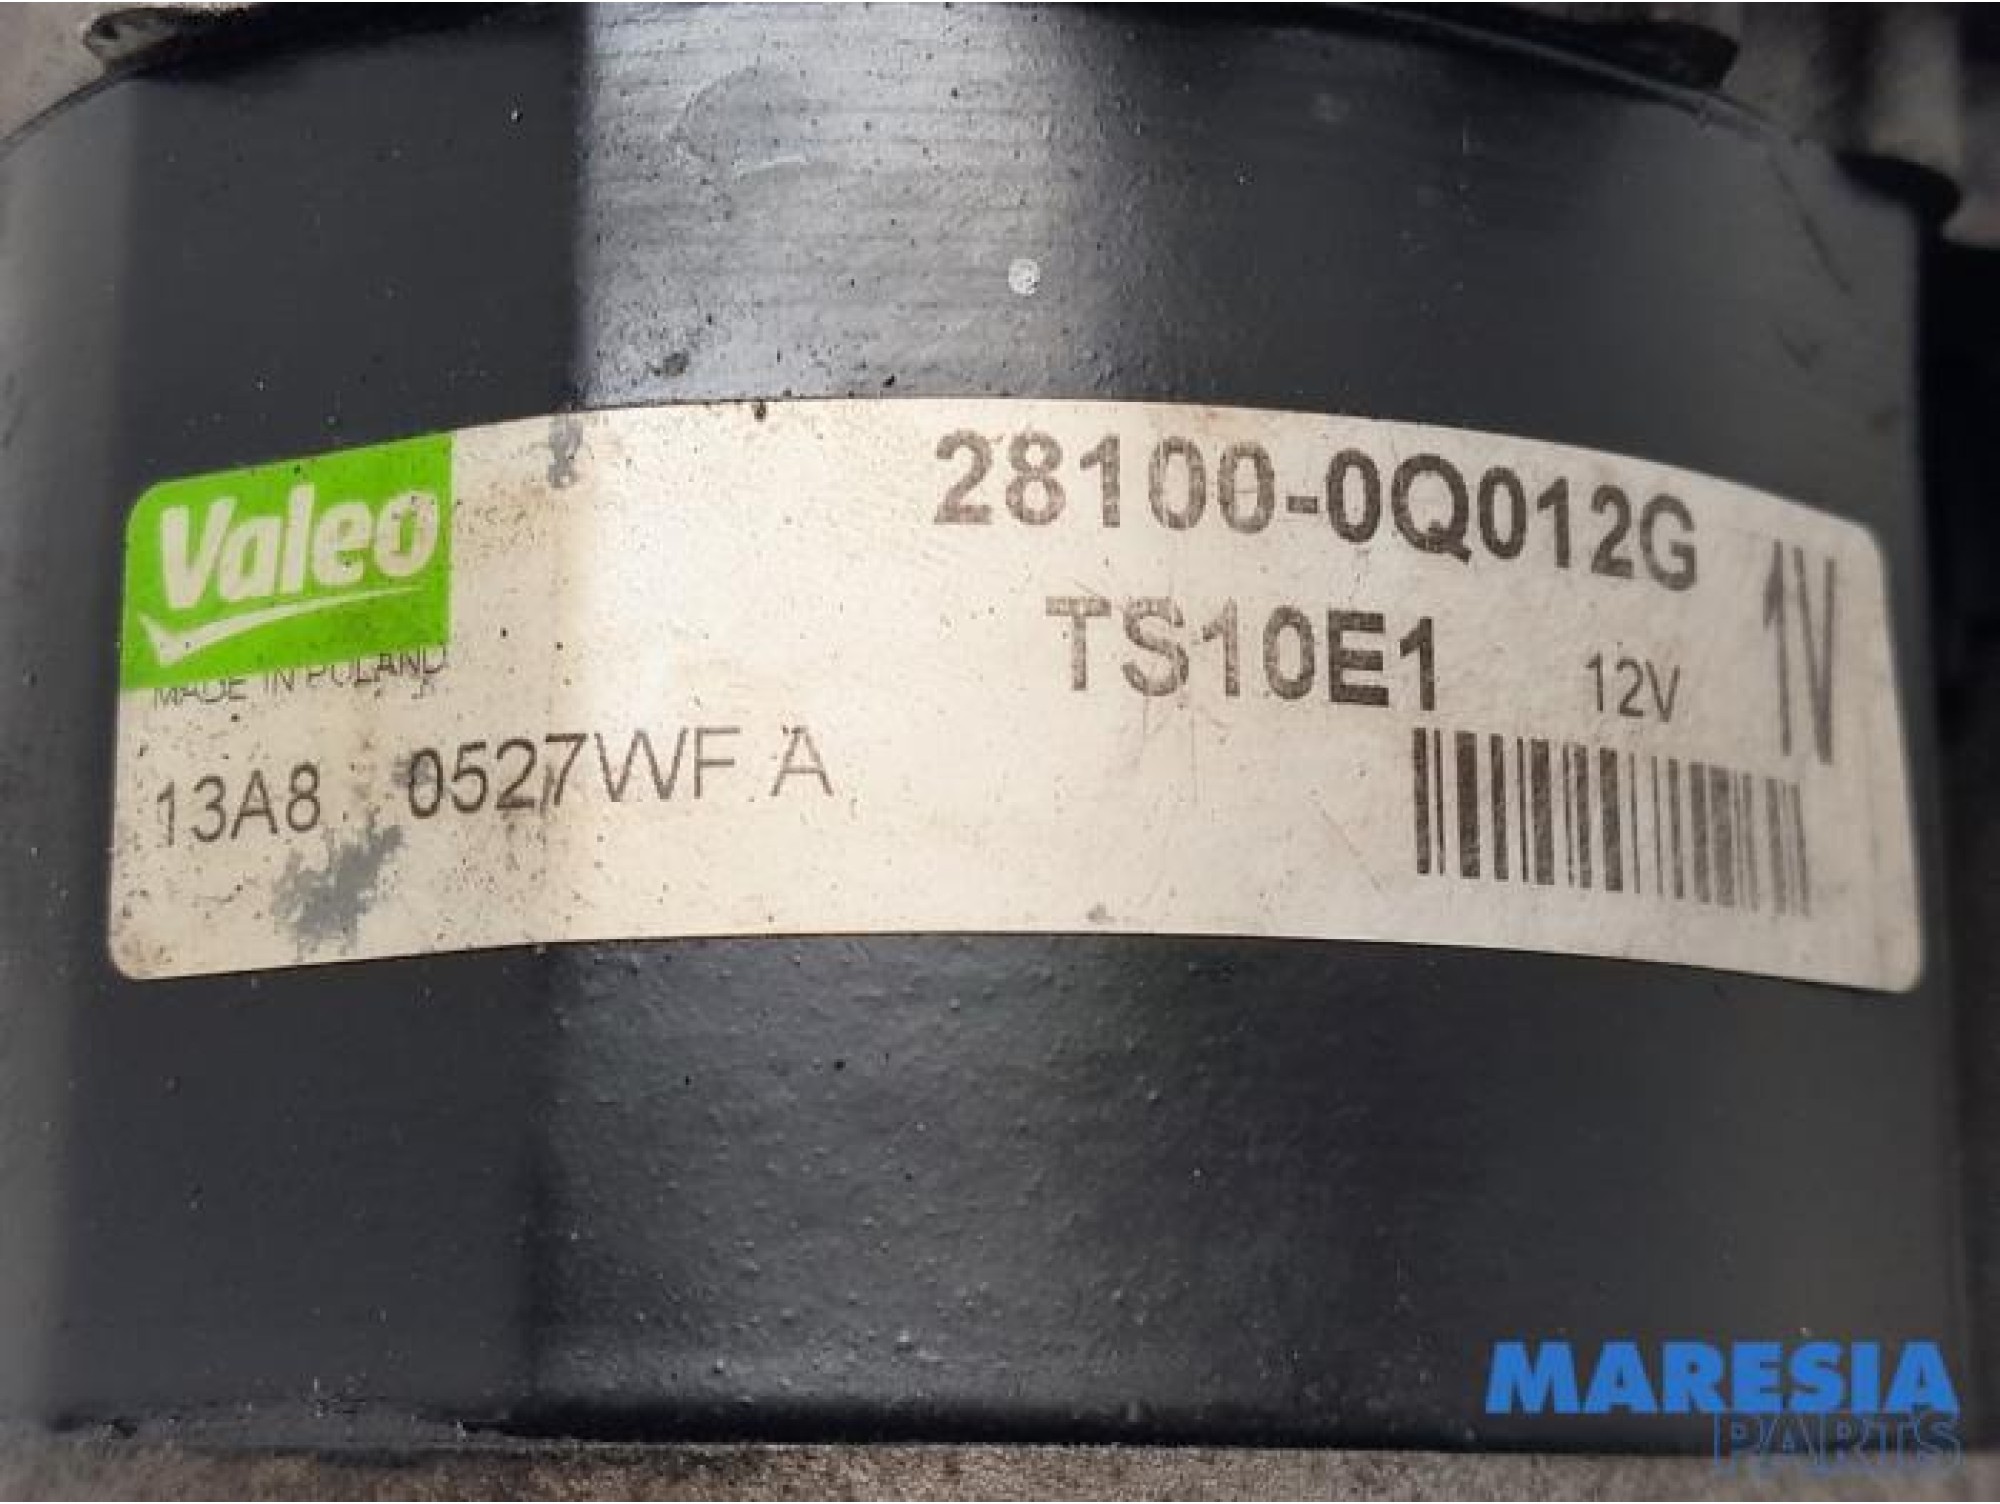 Valeo
28100-0Q012G
TS10E1 12V
1V
MADE IN POLAND
13A8 0527WF A
MARESIA
PARTS